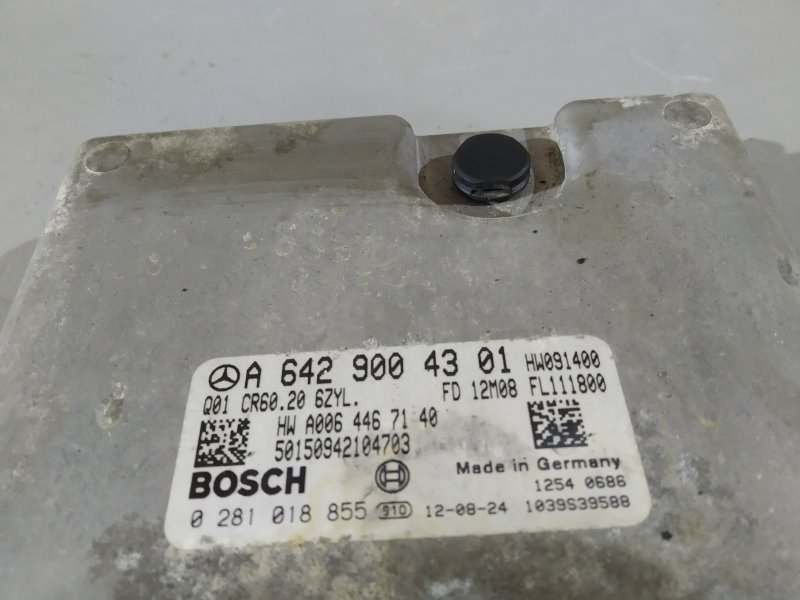 A 642 900 43 01 HW091400
Q01 CR60.20 6ZYL. FD 12M08 FL111800
HW A006 446 71 40
50150942104703
BOSCH Made in Germany
1254 0686
0 281 018 855 910 12-08-24 1039S39588